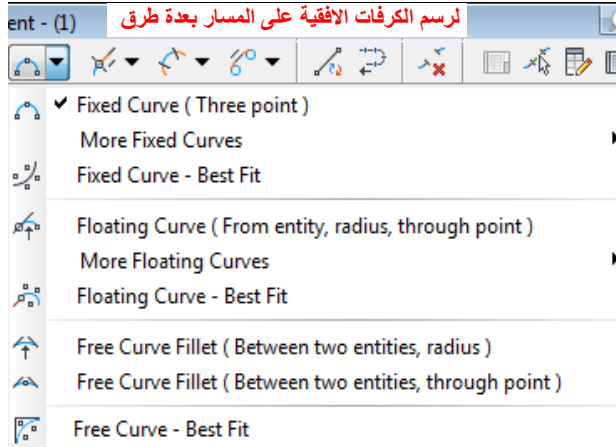 ent - (1)
لرسم الكرفات الافقية على المسار بعدة طرق
Fixed Curve ( Three point )
More Fixed Curves
Fixed Curve - Best Fit
Floating Curve ( From entity, radius, through point )
More Floating Curves
Floating Curve - Best Fit
Free Curve Fillet ( Between two entities, radius )
Free Curve Fillet ( Between two entities, through point )
Free Curve - Best Fit